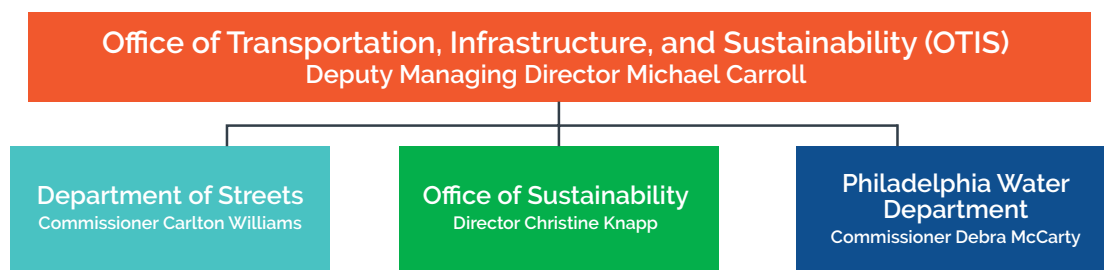 Office of Transportation, Infrastructure, and Sustainability (OTIS)
Deputy Managing Director Michael Carroll
Department of Streets
Commissioner Carlton Williams
Office of Sustainability
Director Christine Knapp
Philadelphia Water
Department
Commissioner Debra McCarty